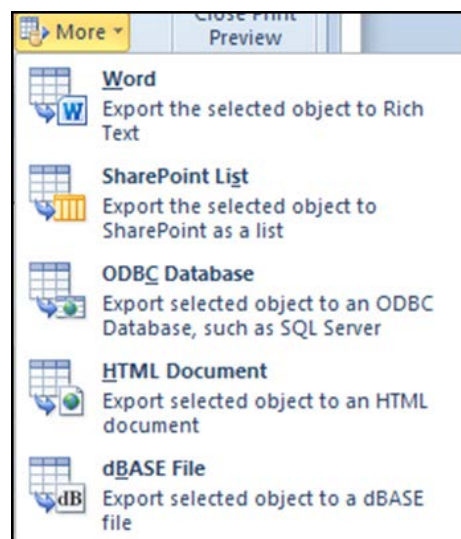 More
Close Print
Preview
Word
Export the selected object to Rich
Text
SharePoint List
Export the selected object to
SharePoint as a list
ODBC Database
Export selected object to an ODBC
Database, such as SQL Server
HTML Document
Export selected object to an HTML
document
dBASE File
Export selected object to a dBASE
file